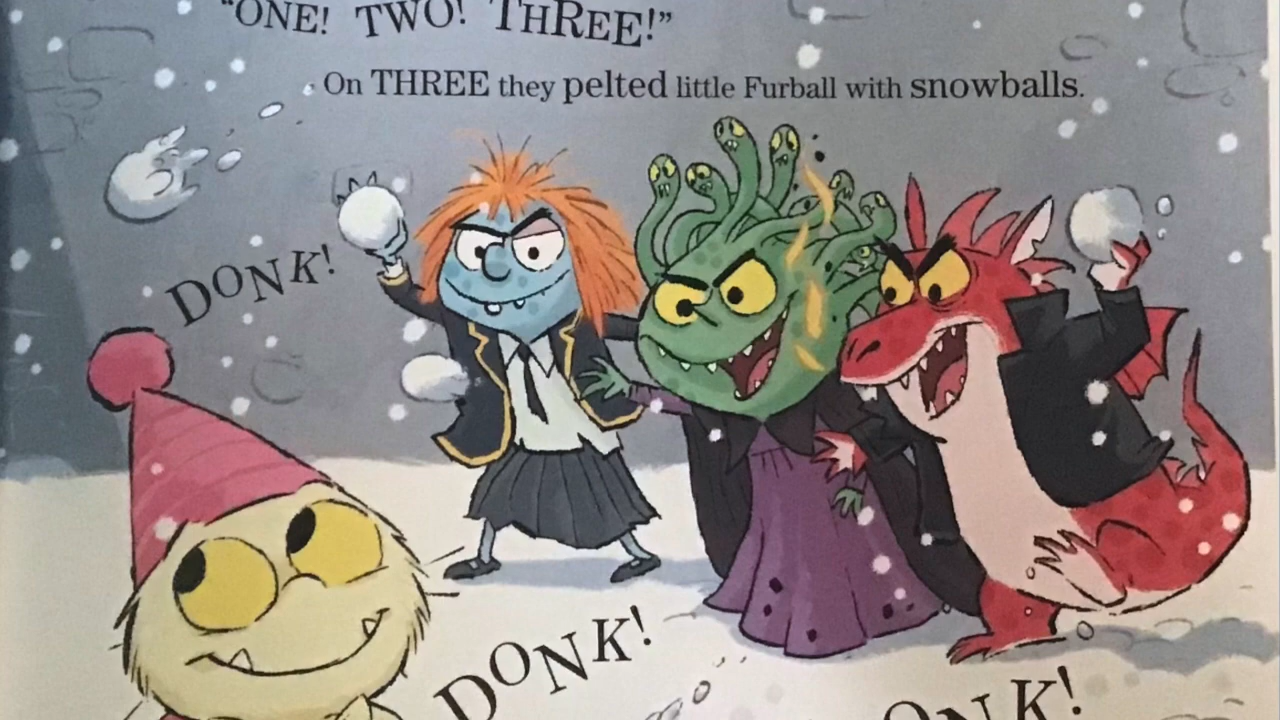 "ONE! TWO! THREE!"
On THREE they pelted little Furball with snowballs.
DONK!
DONK!